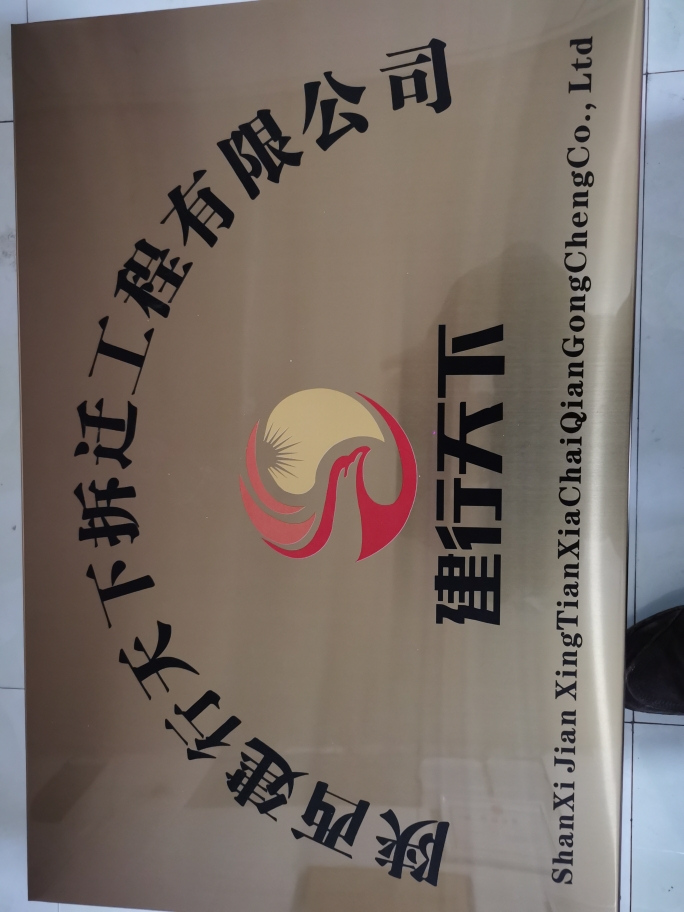 陕西建行天下拆迁工程有限公司
建行天下
ShanXi Jian XingTianXiaChaiQianGongChengCo., Ltd